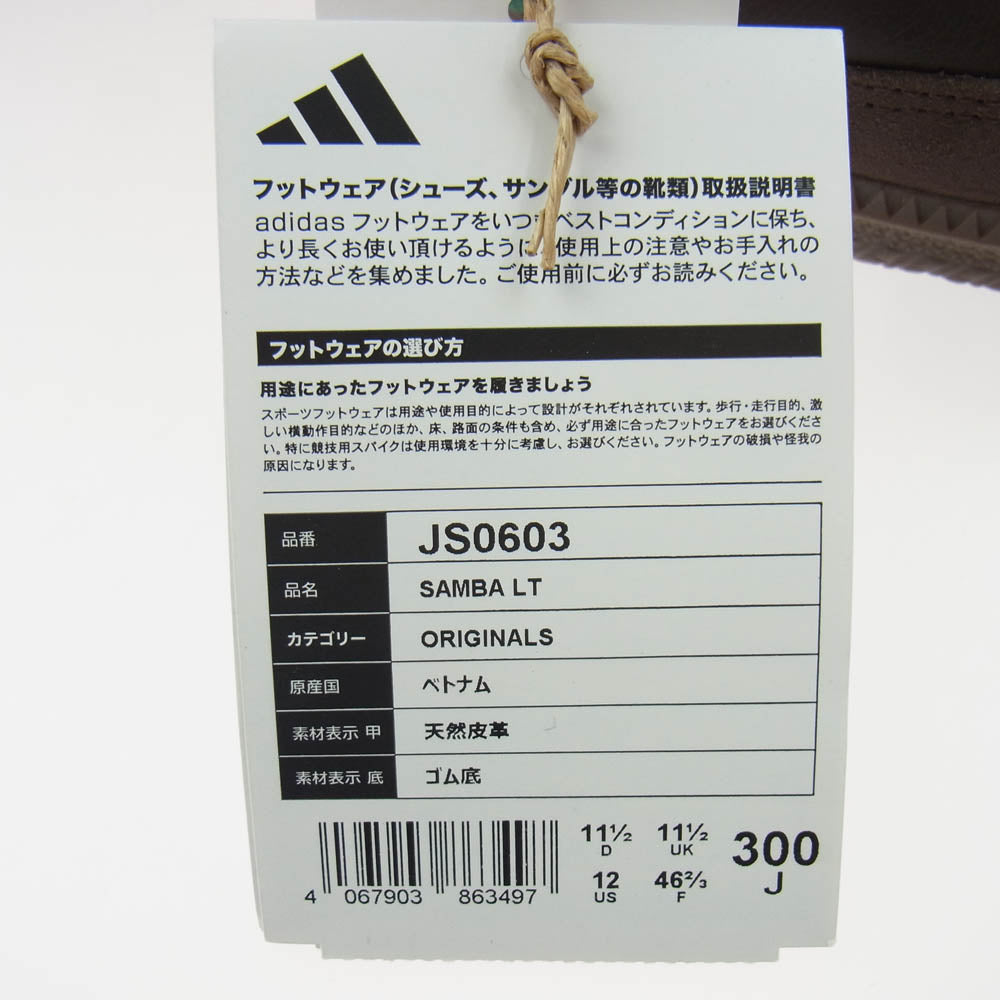 フットウェア(シューズ、サンダル等の靴類)取扱説明書
adidas フットウェアをいつもベストコンディションに保ち、
より長くお使い頂けるように、使用上の注意やお手入れの
方法などを集めました。ご使用前に必ずお読みください。
フットウェアの選び方
用途にあったフットウェアを履きましょう
スポーツフットウェアは用途や使用目的によって設計がそれぞれされています。歩行・走行目的、激
しい横動作目的などのほか、床、路面の条件も含め、必ず用途に合ったフットウェアをお選びくださ
い。特に競技用スパイクは使用環境を十分に考慮し、お選びください。フットウェアの破損や怪我の
原因になります。
品番 JS0603
品名 SAMBA LT
カテゴリー ORIGINALS
原産国 ベトナム
素材表示 甲 天然皮革
素材表示 底 ゴム底
11½ 11½ 300
D UK J
12 46⅔
US F
4 067903 863497